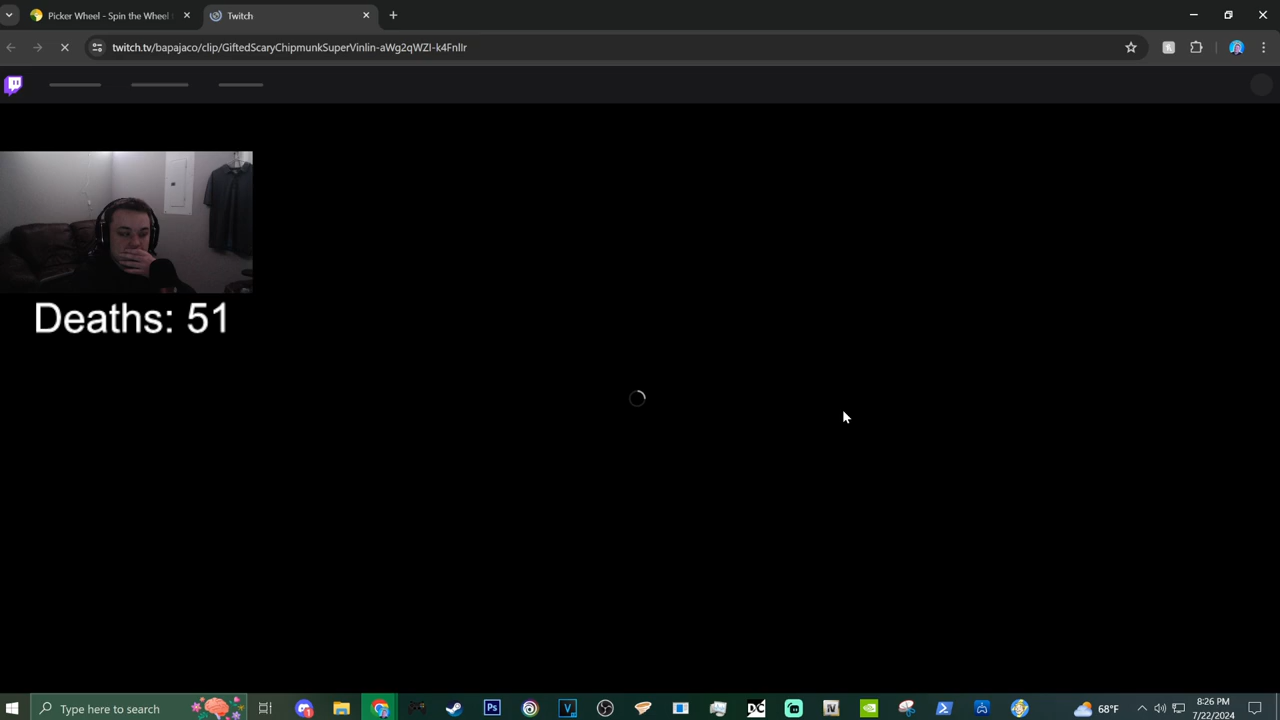 Picker Wheel - Spin the Wheel
Twitch
twitch.tv/bapajaco/clip/GiftedScaryChipmunkSuperVinlin-aWg2qWZI-k4Fnllr
Deaths: 51
Type here to search
68°F
8:26 PM
7/22/2024